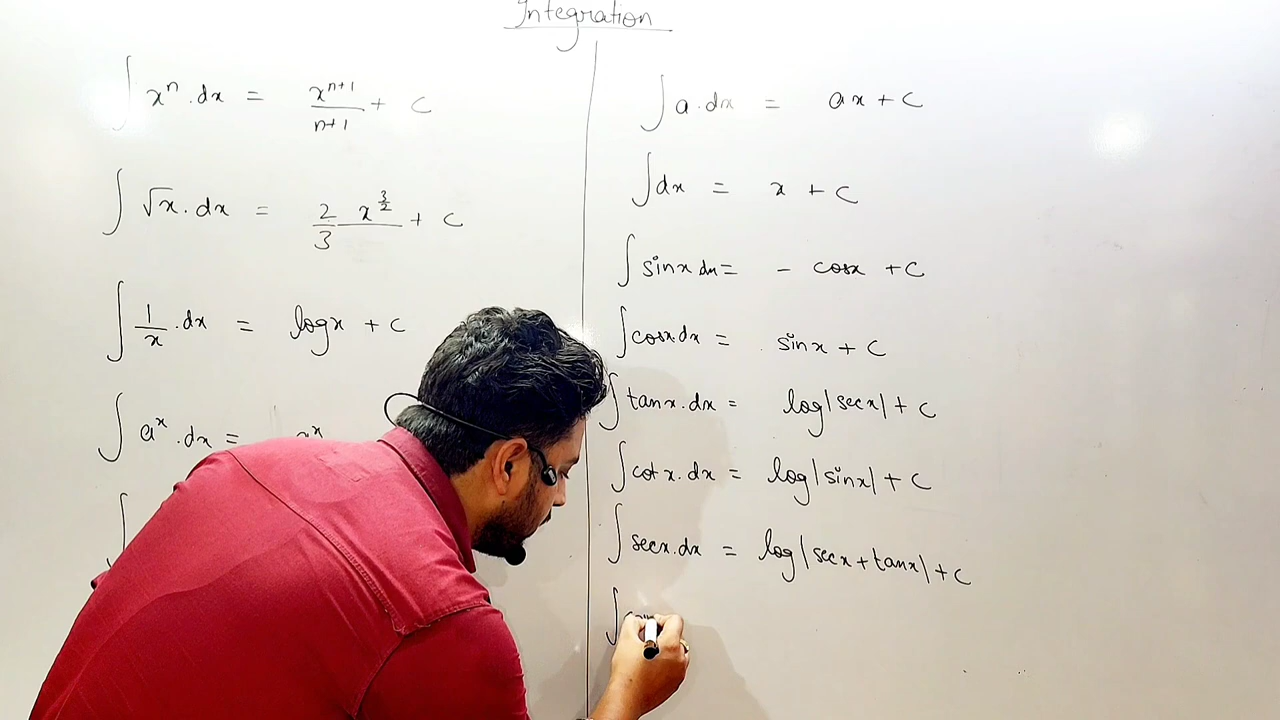 Integration
∫ xⁿ . dx = xⁿ⁺¹/n+1 + C
∫ √x . dx = 2/3 x^(3/2) + C
∫ 1/x . dx = logx + C
∫ aˣ . dx = aˣ
∫
∫ a . dx = ax + C
∫ dx = x + C
∫ sinx dx = - cosx + C
∫ cosx . dx = sinx + C
∫ tanx . dx = log|secx| + C
∫ cot x . dx = log|sinx| + C
∫ secx . dx = log|secx + tanx| + C
∫